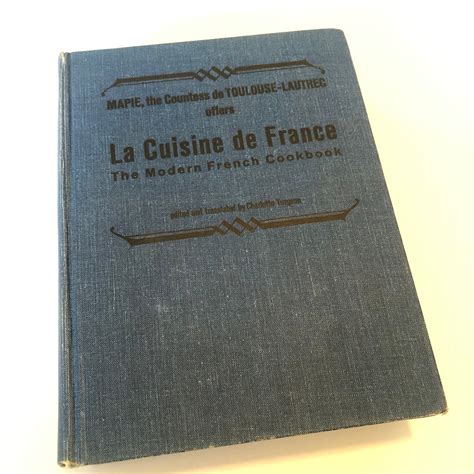 MAPIE, the Countess de TOULOUSE-LAUTREC
offers
La Cuisine de France
The Modern French Cookbook
edited and translated by Charlotte Turgeon